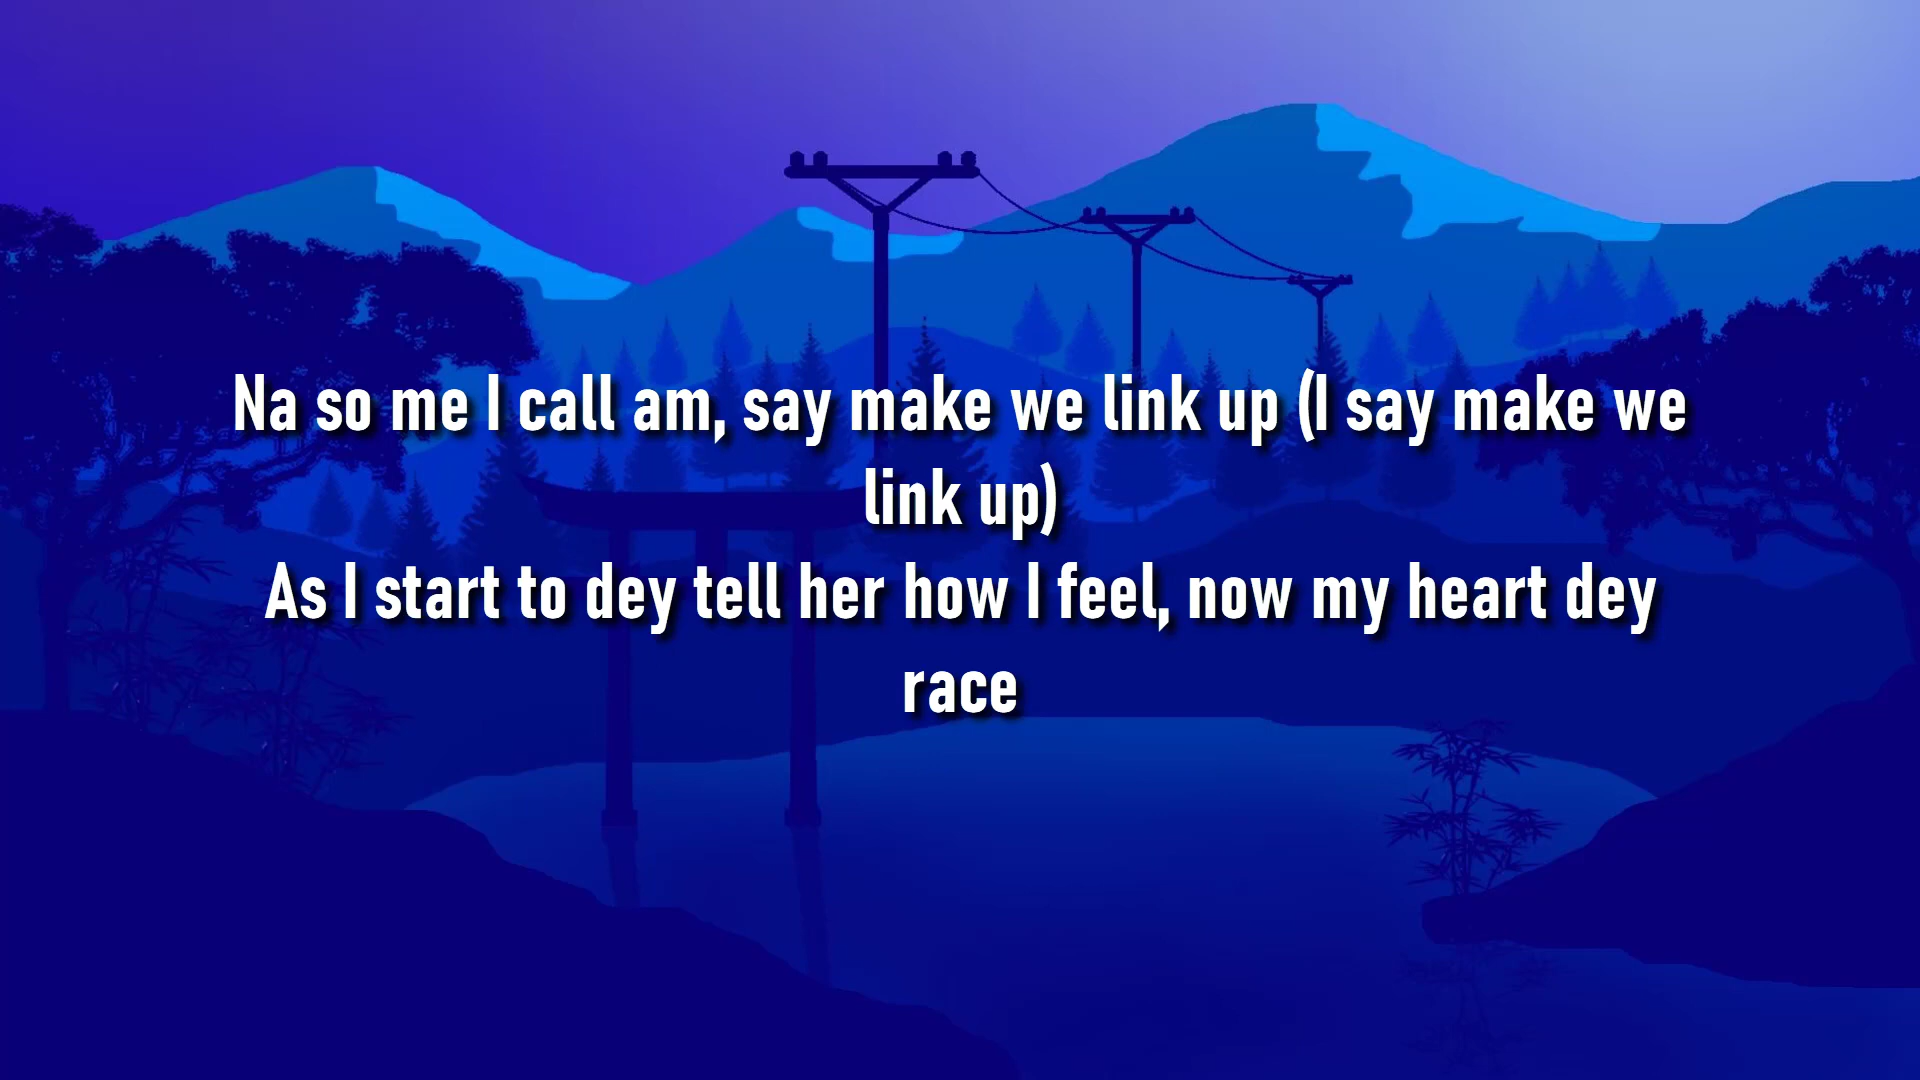 Na so me I call am, say make we link up (I say make we
link up)
As I start to dey tell her how I feel, now my heart dey
race